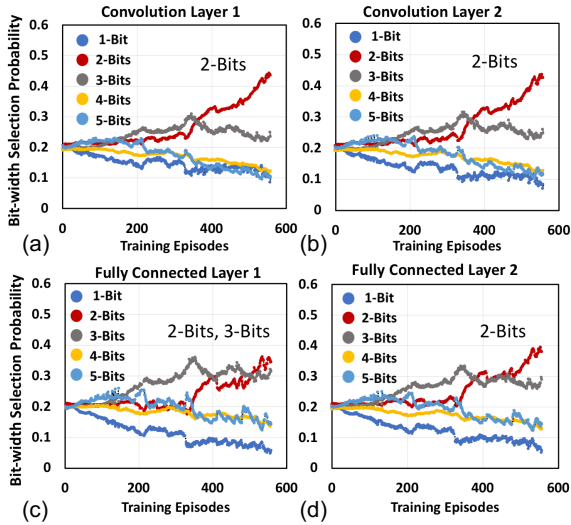 Convolution Layer 1
Bit-width Selection Probability
0.6
0.5
0.4
0.3
0.2
0.1
0
1-Bit
2-Bits
3-Bits
4-Bits
5-Bits
2-Bits
0
200
400
600
(a)
Training Episodes
Convolution Layer 2
0.6
0.5
0.4
0.3
0.2
0.1
0
1-Bit
2-Bits
3-Bits
4-Bits
5-Bits
2-Bits
0
200
400
600
(b)
Training Episodes
Fully Connected Layer 1
Bit-width Selection Probability
0.6
0.5
0.4
0.3
0.2
0.1
0
1-Bit
2-Bits
3-Bits
4-Bits
5-Bits
2-Bits, 3-Bits
0
200
400
600
(c)
Training Episodes
Fully Connected Layer 2
0.6
0.5
0.4
0.3
0.2
0.1
0
1-Bit
2-Bits
3-Bits
4-Bits
5-Bits
2-Bits
0
200
400
600
(d)
Training Episodes